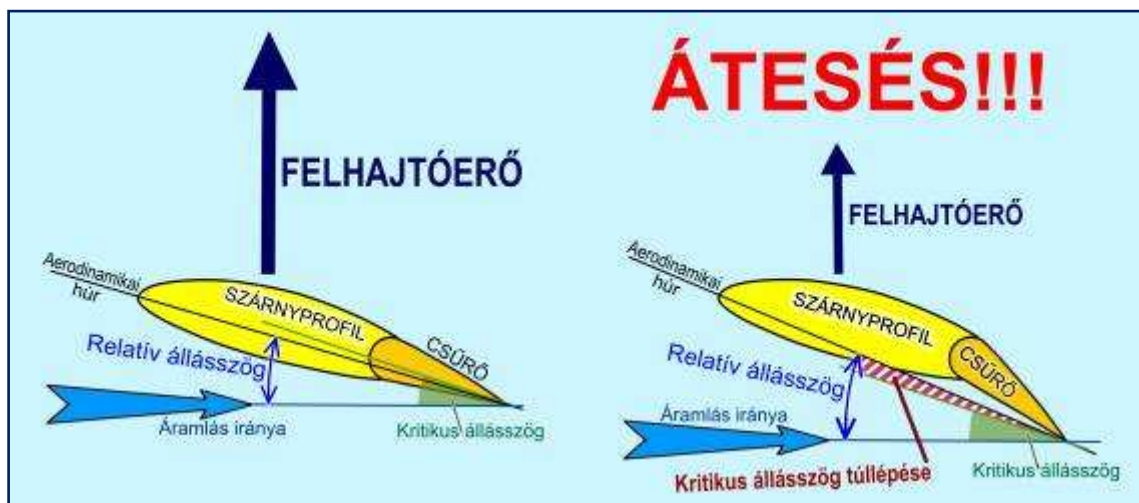 FELHAJTÓERŐ
Aerodinamikai
húr
SZÁRNYPROFIL
CSŰRŐ
Relatív állásszög
Áramlás iránya
Kritikus állásszög
ÁTESÉS!!!
FELHAJTÓERŐ
Aerodinamikai
húr
SZÁRNYPROFIL
CSŰRŐ
Relatív állásszög
Áramlás iránya
Kritikus állásszög
Kritikus állásszög túllépése